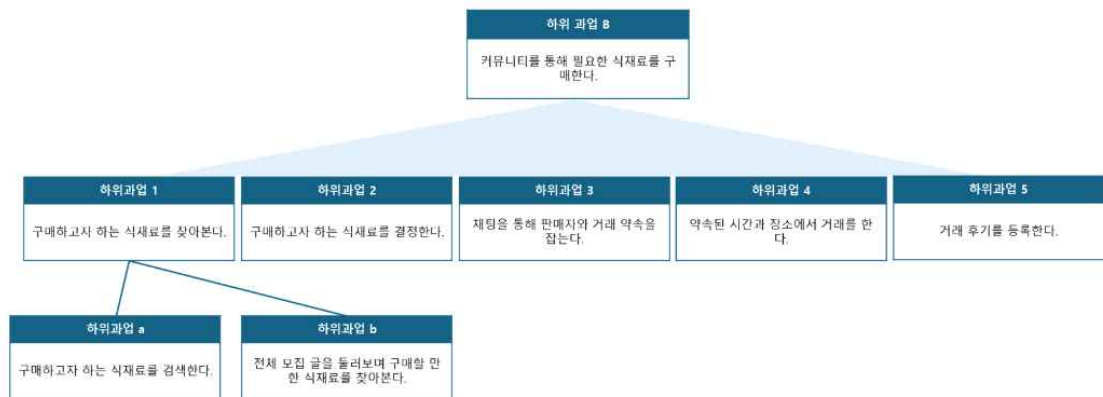 하위 과업 B
커뮤니티를 통해 필요한 식재료를 구
매한다.
하위과업 1
구매하고자 하는 식재료를 찾아본다.
하위과업 2
구매하고자 하는 식재료를 결정한다.
하위과업 3
채팅을 통해 판매자와 거래 약속을
잡는다.
하위과업 4
약속된 시간과 장소에서 거래를 한
다.
하위과업 5
거래 후기를 등록한다.
하위과업 a
구매하고자 하는 식재료를 검색한다.
하위과업 b
전체 모집 글을 둘러보며 구매할 만
한 식재료를 찾아본다.